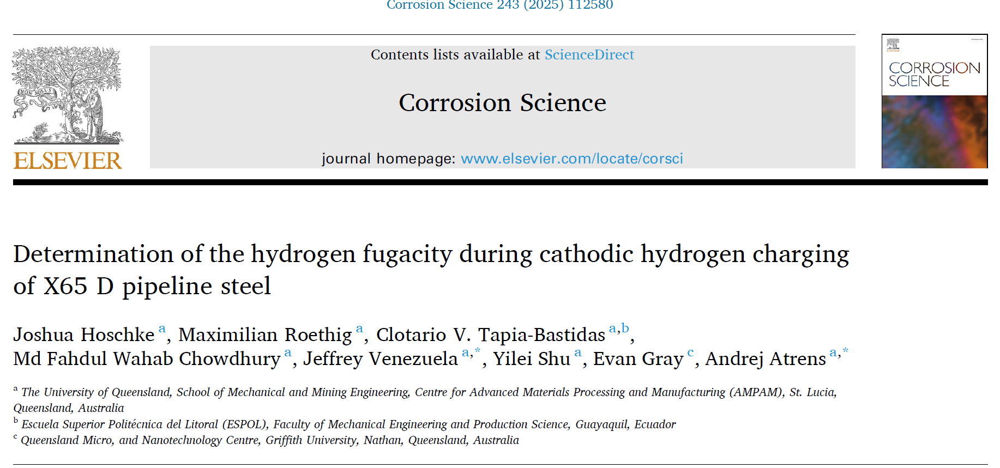 Corrosion Science 243 (2025) 112580
NON SOLUS
ELSEVIER
Contents lists available at ScienceDirect
Corrosion Science
journal homepage: www.elsevier.com/locate/corsci
CORROSION
SCIENCE
Determination of the hydrogen fugacity during cathodic hydrogen charging
of X65 D pipeline steel
Joshua Hoschke a, Maximilian Roethig a, Clotario V. Tapia-Bastidas a,b,
Md Fahdul Wahab Chowdhury a, Jeffrey Venezuela a,*, Yilei Shu a, Evan Gray c, Andrej Atrens a,*
a The University of Queensland, School of Mechanical and Mining Engineering, Centre for Advanced Materials Processing and Manufacturing (AMPAM), St. Lucia,
Queensland, Australia
b Escuela Superior Politécnica del Litoral (ESPOL), Faculty of Mechanical Engineering and Production Science, Guayaquil, Ecuador
c Queensland Micro, and Nanotechnology Centre, Griffith University, Nathan, Queensland, Australia